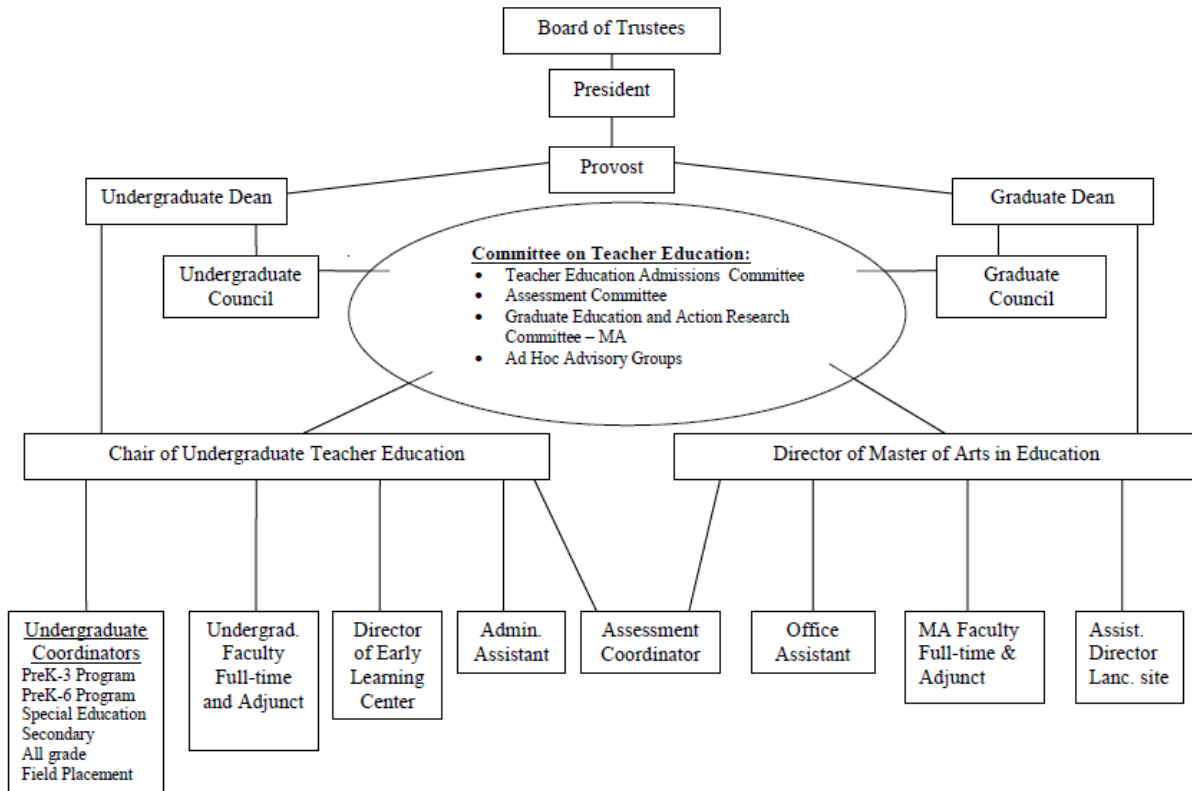 Board of Trustees
President
Provost
Undergraduate Dean
Graduate Dean
Undergraduate
Council
Committee on Teacher Education:
• Teacher Education Admissions Committee
• Assessment Committee
• Graduate Education and Action Research
Committee – MA
• Ad Hoc Advisory Groups
Graduate
Council
Chair of Undergraduate Teacher Education
Director of Master of Arts in Education
Undergraduate
Coordinators
PreK-3 Program
PreK-6 Program
Special Education
Secondary
All grade
Field Placement
Undergrad.
Faculty
Full-time
and Adjunct
Director
of Early
Learning
Center
Admin.
Assistant
Assessment
Coordinator
Office
Assistant
MA Faculty
Full-time &
Adjunct
Assist.
Director
Lanc. site